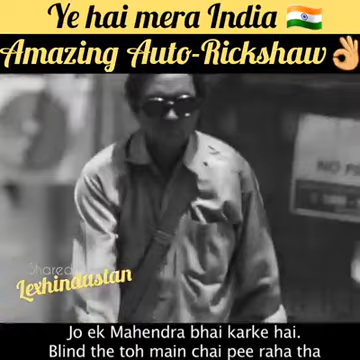 Ye hai mera India 🇮🇳
Amazing Auto-Rickshaw 👌
Shared
Lexhindustan
Jo ek Mahendra bhai karke hai.
Blind the toh main chai pee raha tha